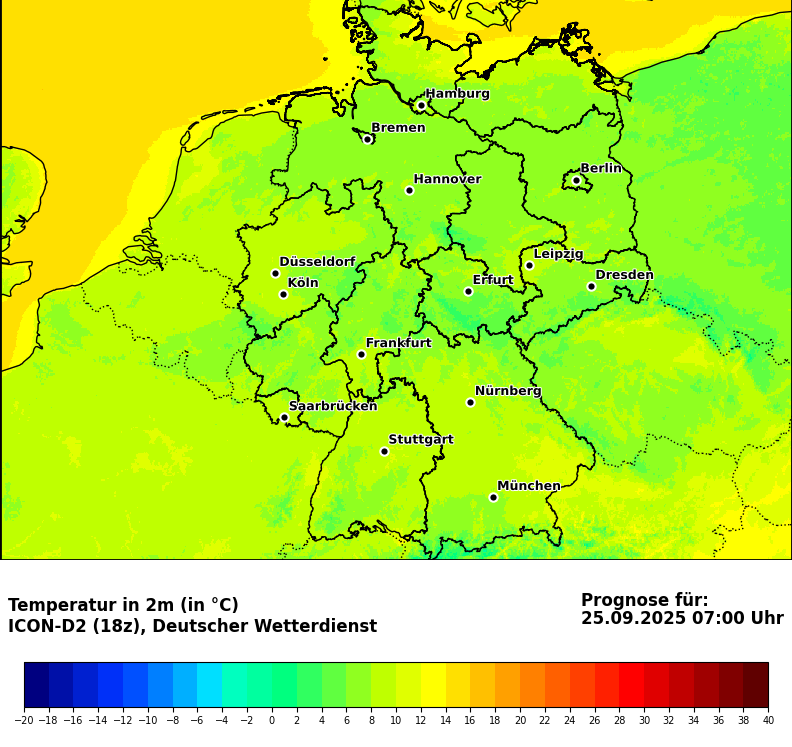 Hamburg
Bremen
Berlin
Hannover
Leipzig
Düsseldorf
Dresden
Köln
Erfurt
Frankfurt
Nürnberg
Saarbrücken
Stuttgart
München
Temperatur in 2m (in °C)
ICON-D2 (18z), Deutscher Wetterdienst
Prognose für:
25.09.2025 07:00 Uhr
−20 −18 −16 −14 −12 −10 −8 −6 −4 −2 0 2 4 6 8 10 12 14 16 18 20 22 24 26 28 30 32 34 36 38 40